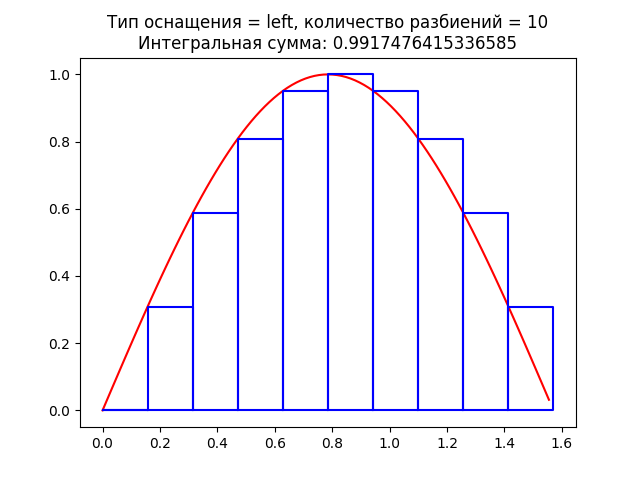 Тип оснащения = left, количество разбиений = 10
Интегральная сумма: 0.9917476415336585
1.0
0.8
0.6
0.4
0.2
0.0
0.0 0.2 0.4 0.6 0.8 1.0 1.2 1.4 1.6